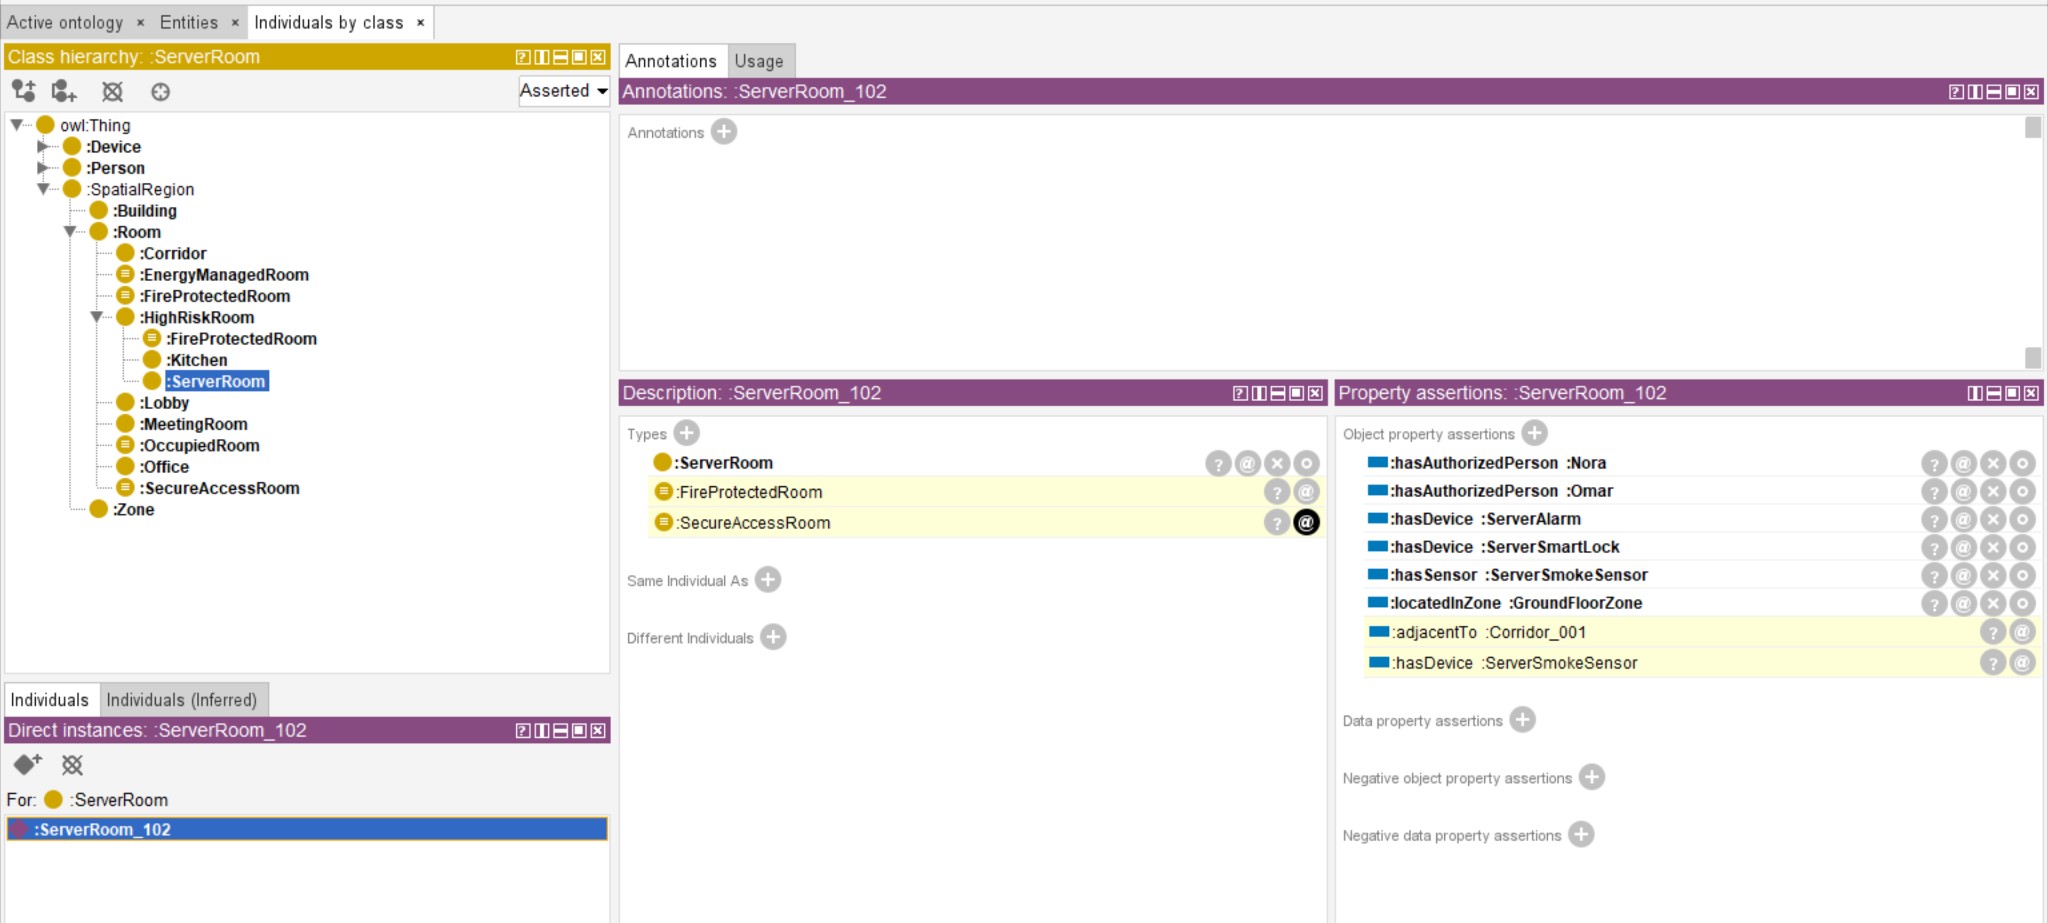 Active ontology × Entities × Individuals by class ×
Class hierarchy: :ServerRoom
Asserted
owl:Thing
:Device
:Person
:SpatialRegion
:Building
:Room
:Corridor
:EnergyManagedRoom
:FireProtectedRoom
:HighRiskRoom
:FireProtectedRoom
:Kitchen
:ServerRoom
:Lobby
:MeetingRoom
:OccupiedRoom
:Office
:SecureAccessRoom
:Zone
Individuals Individuals (Inferred)
Direct instances: :ServerRoom_102
For: :ServerRoom
:ServerRoom_102
Annotations Usage
Annotations: :ServerRoom_102
Annotations
Description: :ServerRoom_102
Types
:ServerRoom
:FireProtectedRoom
:SecureAccessRoom
Same Individual As
Different Individuals
Property assertions: :ServerRoom_102
Object property assertions
:hasAuthorizedPerson :Nora
:hasAuthorizedPerson :Omar
:hasDevice :ServerAlarm
:hasDevice :ServerSmartLock
:hasSensor :ServerSmokeSensor
:locatedInZone :GroundFloorZone
:adjacentTo :Corridor_001
:hasDevice :ServerSmokeSensor
Data property assertions
Negative object property assertions
Negative data property assertions